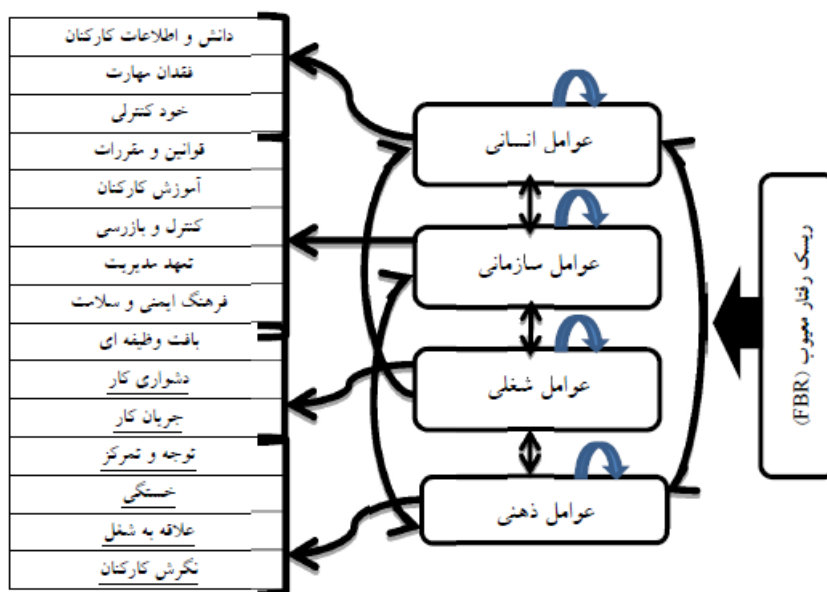 ریسک رفتار معیوب (FBR)
عوامل انسانی
عوامل سازمانی
عوامل شغلی
عوامل ذهنی
دانش و اطلاعات کارکنان
فقدان مهارت
خود کنترلی
قوانین و مقررات
آموزش کارکنان
کنترل و بازرسی
تعهد مدیریت
فرهنگ ایمنی و سلامت
بافت وظیفه ای
دشواری کار
جریان کار
توجه و تمرکز
خستگی
علاقه به شغل
نگرش کارکنان